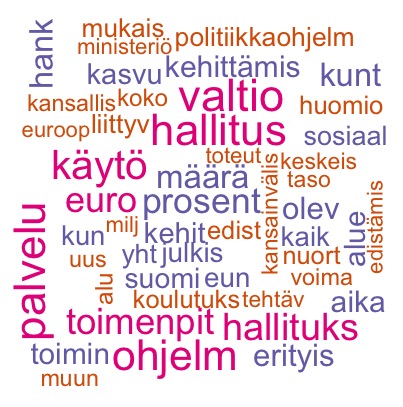 hank
mukais
ministeriö
politiikkaohjelm
kasvu
kehittämis
kunt
kansallis
koko
valtio
huomio
euroop
liittyv
hallitus
sosiaal
käytö
toteut
keskeis
määrä
taso
euro
prosent
kansainvälis
olev
edistämis
palvelu
kun
milj
kehit
edist
kaik
alue
uus
yht
julkis
nuort
alu
suomi
eun
voima
koulutuks
tehtäv
aika
toimenpit
hallituks
toimin
ohjelm
erityis
muun